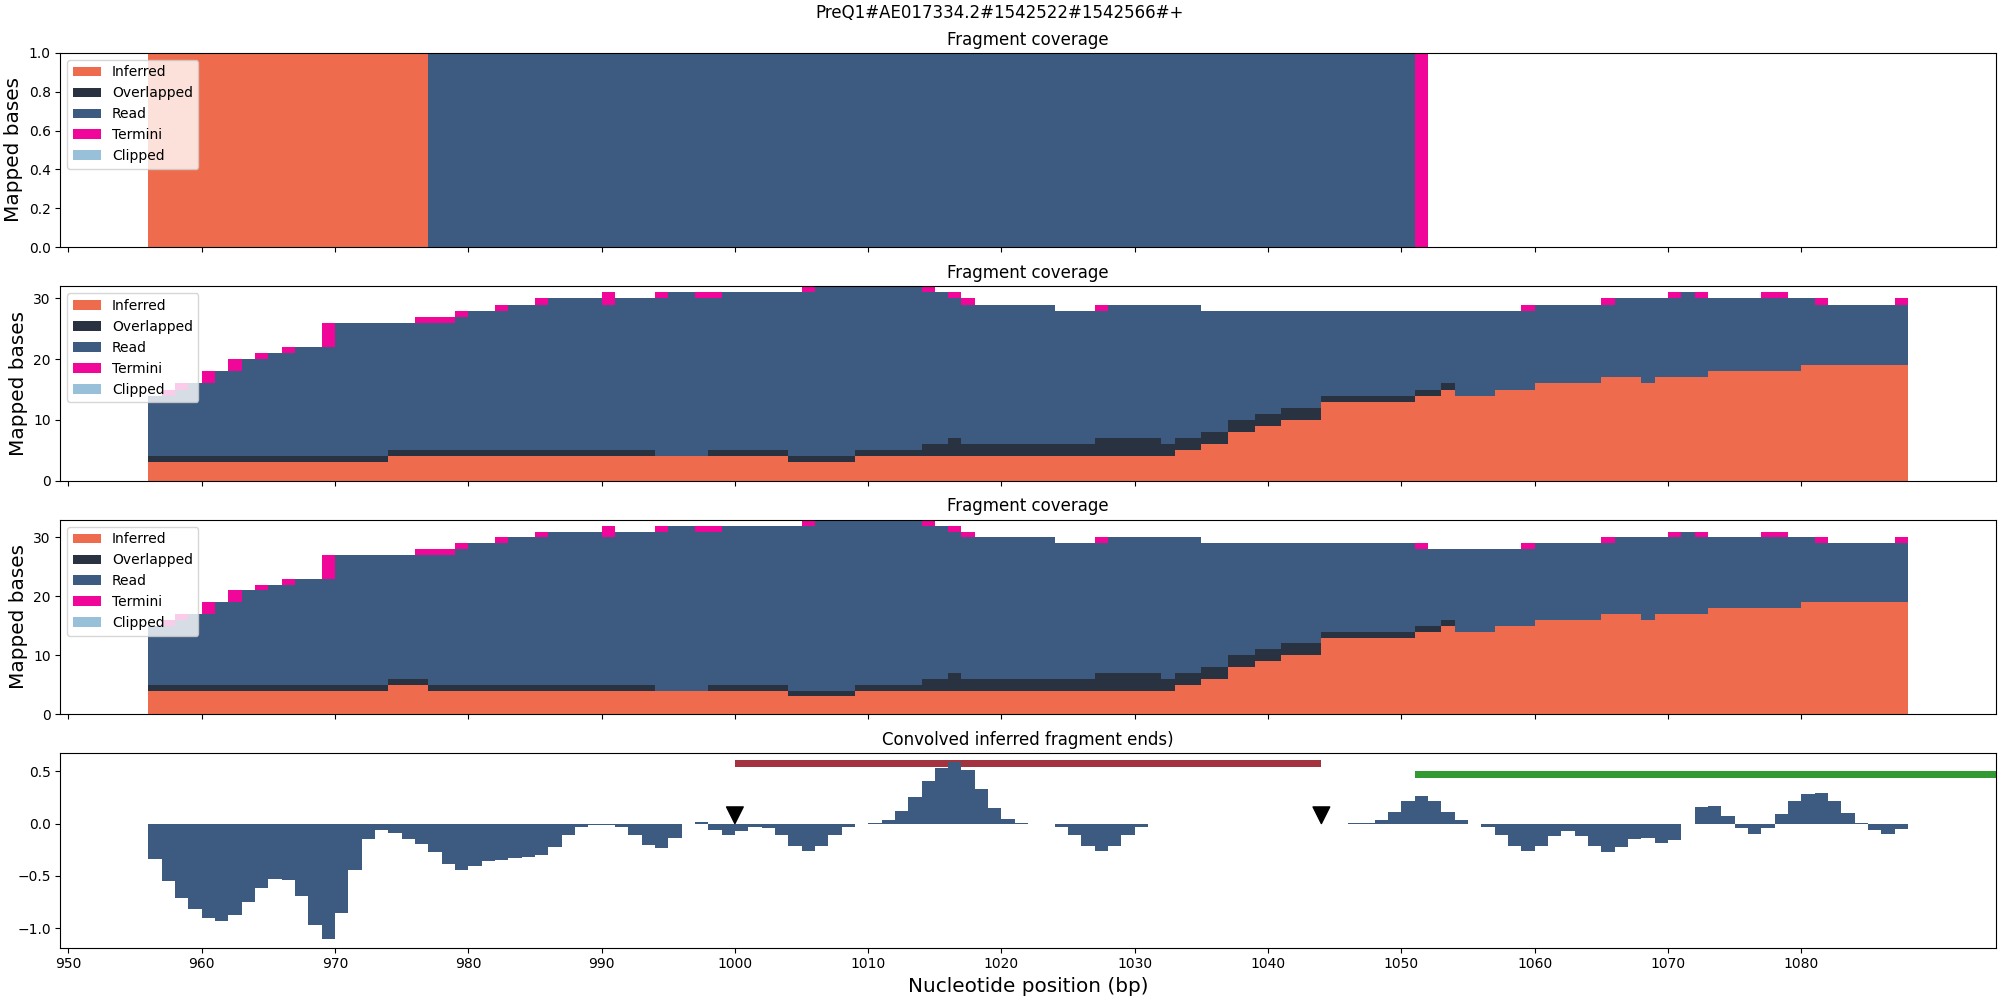 PreQ1#AE017334.2#1542522#1542566#+
Fragment coverage
1.0
0.8
0.6
0.4
0.2
0.0
Mapped bases
Inferred
Overlapped
Read
Termini
Clipped
Fragment coverage
30
20
10
0
Mapped bases
Inferred
Overlapped
Read
Termini
Clipped
Fragment coverage
30
20
10
0
Mapped bases
Inferred
Overlapped
Read
Termini
Clipped
Convolved inferred fragment ends)
0.5
0.0
−0.5
−1.0
950 960 970 980 990 1000 1010 1020 1030 1040 1050 1060 1070 1080
Nucleotide position (bp)